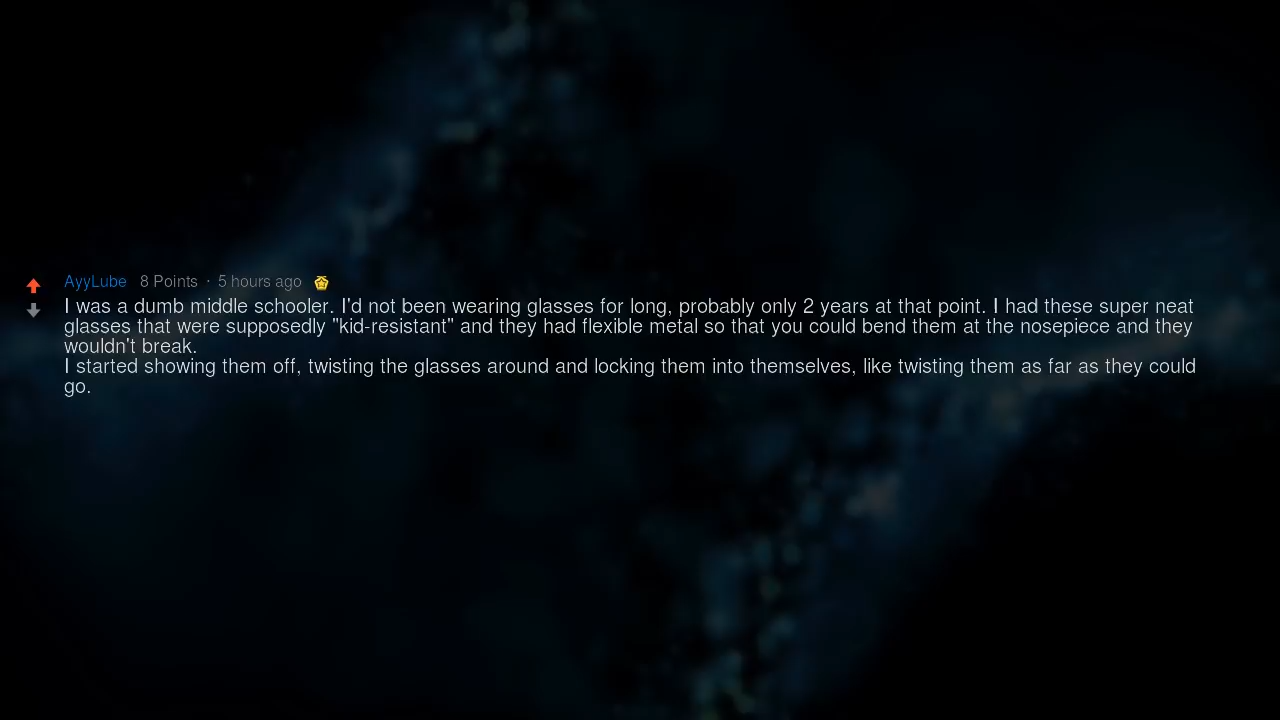 AyyLube 8 Points · 5 hours ago
I was a dumb middle schooler. I'd not been wearing glasses for long, probably only 2 years at that point. I had these super neat
glasses that were supposedly "kid-resistant" and they had flexible metal so that you could bend them at the nosepiece and they
wouldn't break.
I started showing them off, twisting the glasses around and locking them into themselves, like twisting them as far as they could
go.